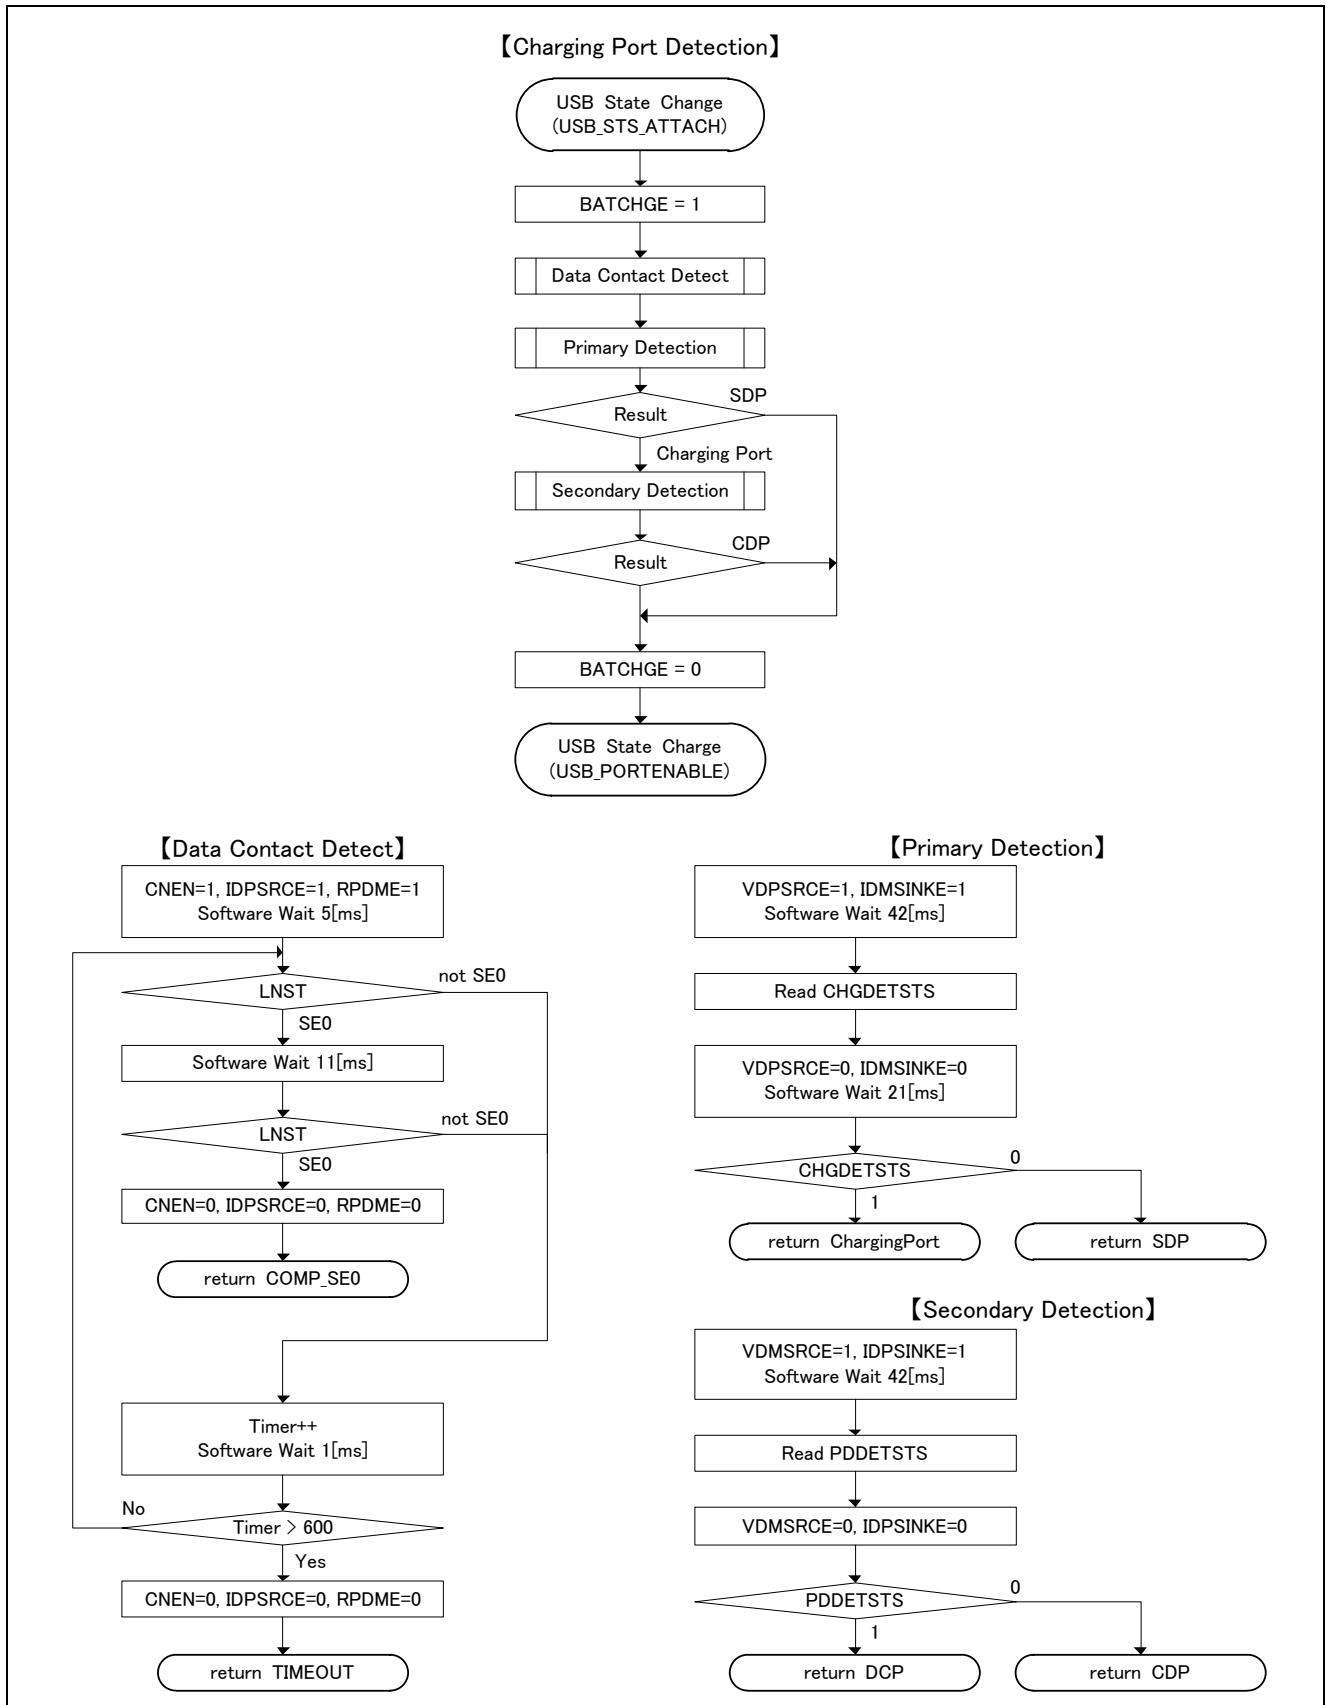 【Charging Port Detection】
USB State Change
(USB_STS_ATTACH)
BATCHGE = 1
Data Contact Detect
Primary Detection
SDP
Result
Charging Port
Secondary Detection
CDP
Result
BATCHGE = 0
USB State Charge
(USB_PORTENABLE)
【Data Contact Detect】
CNEN=1, IDPSRCE=1, RPDME=1
Software Wait 5[ms]
not SE0
LNST
SE0
Software Wait 11[ms]
not SE0
LNST
SE0
CNEN=0, IDPSRCE=0, RPDME=0
return COMP_SE0
Timer++
Software Wait 1[ms]
No
Timer > 600
Yes
CNEN=0, IDPSRCE=0, RPDME=0
return TIMEOUT
【Primary Detection】
VDPSRCE=1, IDMSINKE=1
Software Wait 42[ms]
Read CHGDETSTS
VDPSRCE=0, IDMSINKE=0
Software Wait 21[ms]
0
CHGDETSTS
1
return ChargingPort
return SDP
【Secondary Detection】
VDMSRCE=1, IDPSINKE=1
Software Wait 42[ms]
Read PDDETSTS
VDMSRCE=0, IDPSINKE=0
0
PDDETSTS
1
return DCP
return CDP